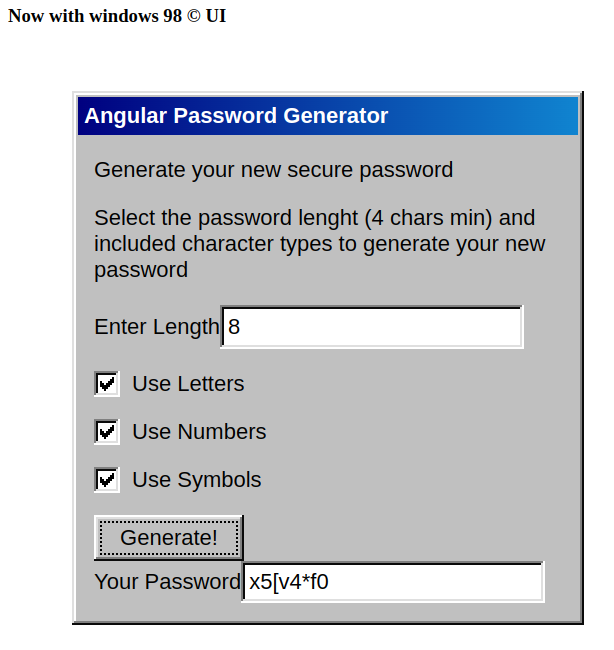 Now with windows 98 © UI
Angular Password Generator
Generate your new secure password
Select the password lenght (4 chars min) and
included character types to generate your new
password
Enter Length 8
Use Letters
Use Numbers
Use Symbols
Generate!
Your Password x5[v4*f0